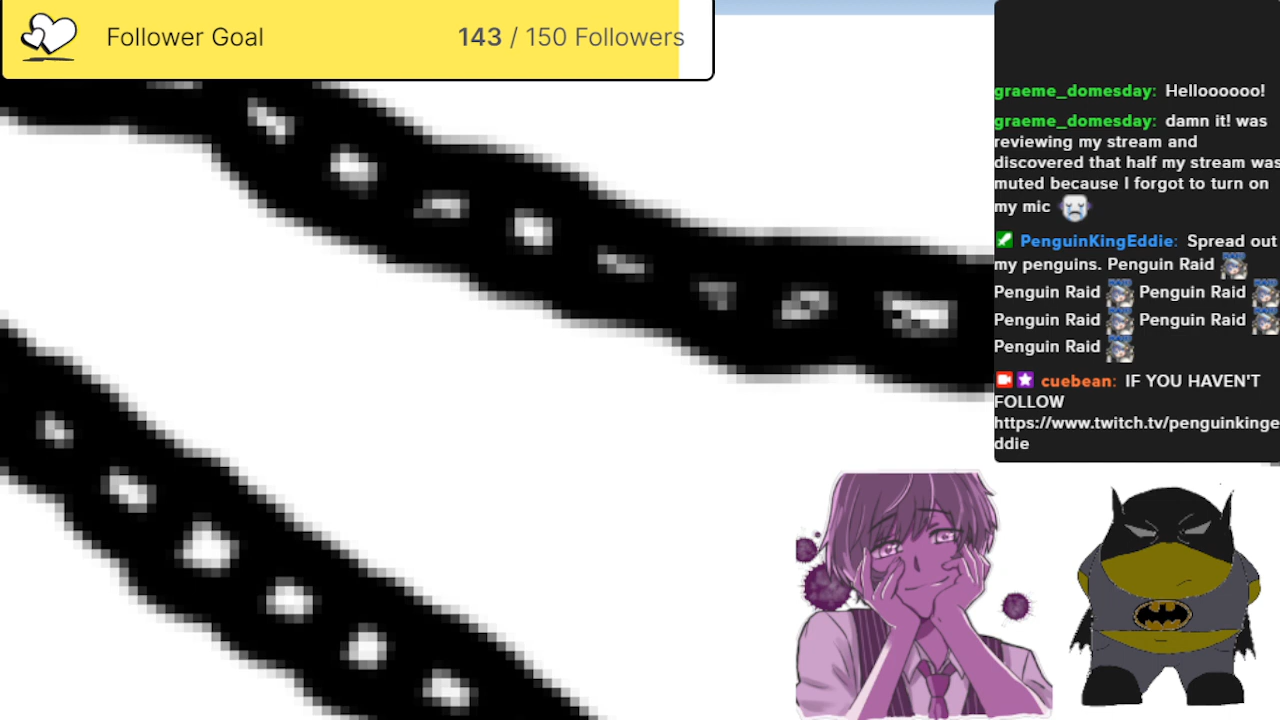 Follower Goal
143 / 150 Followers
graeme_domesday: Helloooooo!
graeme_domesday: damn it! was
reviewing my stream and
discovered that half my stream was
muted because I forgot to turn on
my mic
PenguinKingEddie: Spread out
my penguins. Penguin Raid
Penguin Raid Penguin Raid
Penguin Raid Penguin Raid
Penguin Raid
cuebean: IF YOU HAVEN'T
FOLLOW
https://www.twitch.tv/penguinkinge
ddie